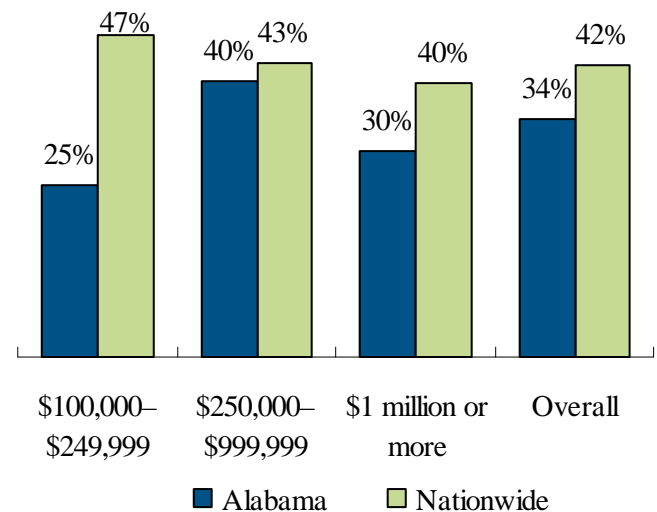 47%
40% 43%
40%
42%
25%
30%
34%
$100,000–
$249,999
$250,000–
$999,999
$1 million or
more
Overall
Alabama
Nationwide